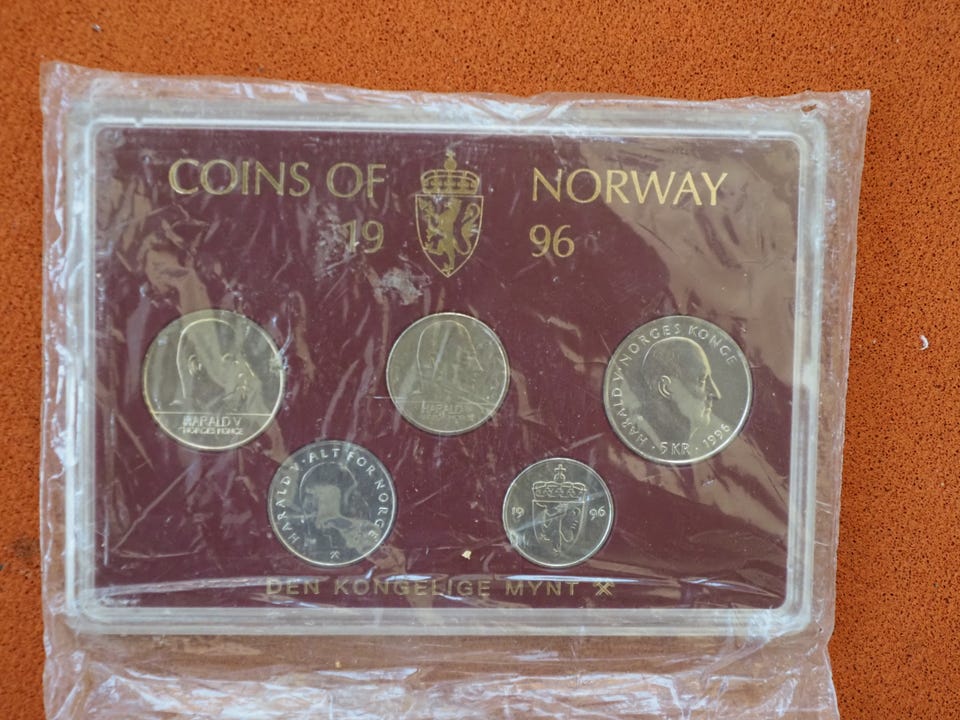 COINS OF NORWAY
19 96
HARALD V
NORGES KONGE
HARALD V
HARALD V · NORGES KONGE
· 5 KR · 1996
HARALD V · ALT FOR NORGE
19 96
DEN KONGELIGE MYNT